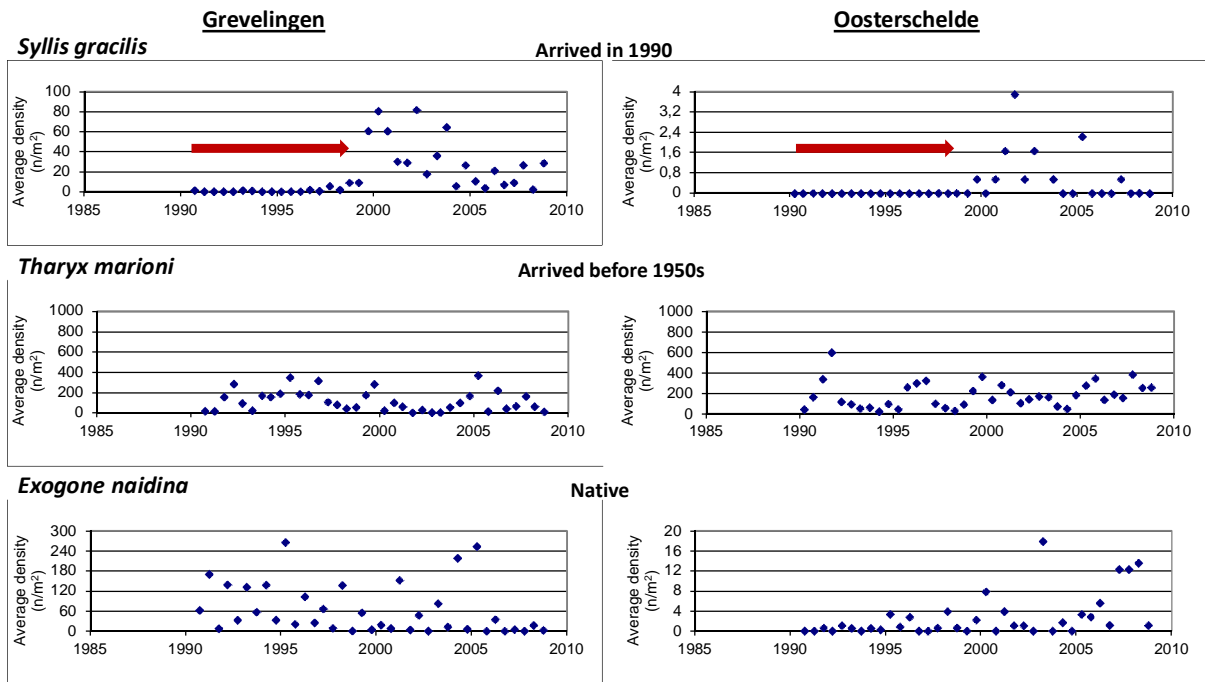 Grevelingen Oosterschelde
Syllis gracilis Arrived in 1990
Average density
(n/m²)
100
80
60
40
20
0
1985 1990 1995 2000 2005 2010
Average density
(n/m²)
4
3,2
2,4
1,6
0,8
0
1985 1990 1995 2000 2005 2010
Tharyx marioni Arrived before 1950s
Average density
(n/m²)
1000
800
600
400
200
0
1985 1990 1995 2000 2005 2010
Average density
(n/m²)
1000
800
600
400
200
0
1985 1990 1995 2000 2005 2010
Exogone naidina Native
Average density
(n/m²)
300
240
180
120
60
0
1985 1990 1995 2000 2005 2010
Average density
(n/m²)
20
16
12
8
4
0
1985 1990 1995 2000 2005 2010